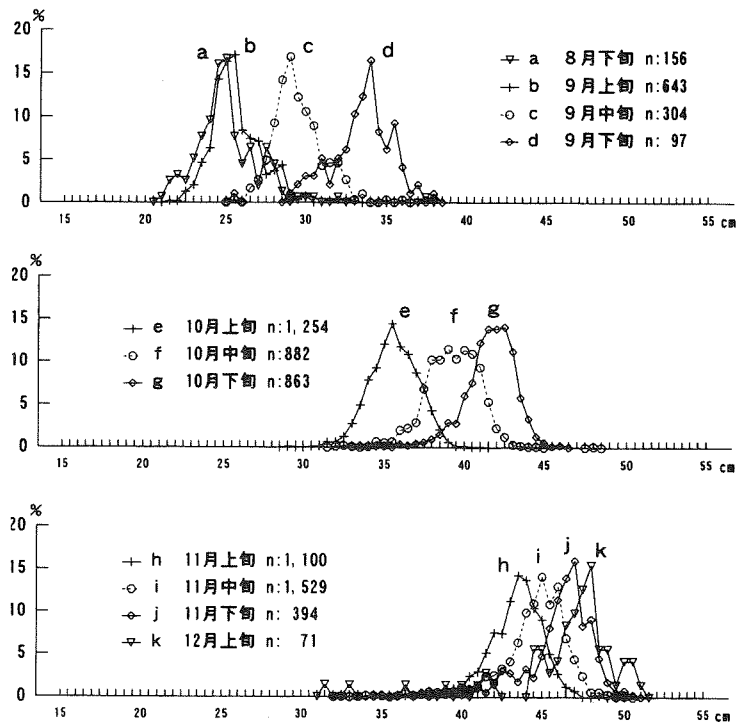 %
20
15
10
5
0
a b c d
a 8月下旬 n:156
b 9月上旬 n:643
c 9月中旬 n:304
d 9月下旬 n: 97
15 20 25 30 35 40 45 50 55 cm
%
20
15
10
5
0
e f g
e 10月上旬 n:1,254
f 10月中旬 n:882
g 10月下旬 n:863
15 20 25 30 35 40 45 50 55 cm
%
20
15
10
5
0
h i j k
h 11月上旬 n:1,100
i 11月中旬 n:1,529
j 11月下旬 n: 394
k 12月上旬 n: 71
15 20 25 30 35 40 45 50 55 cm